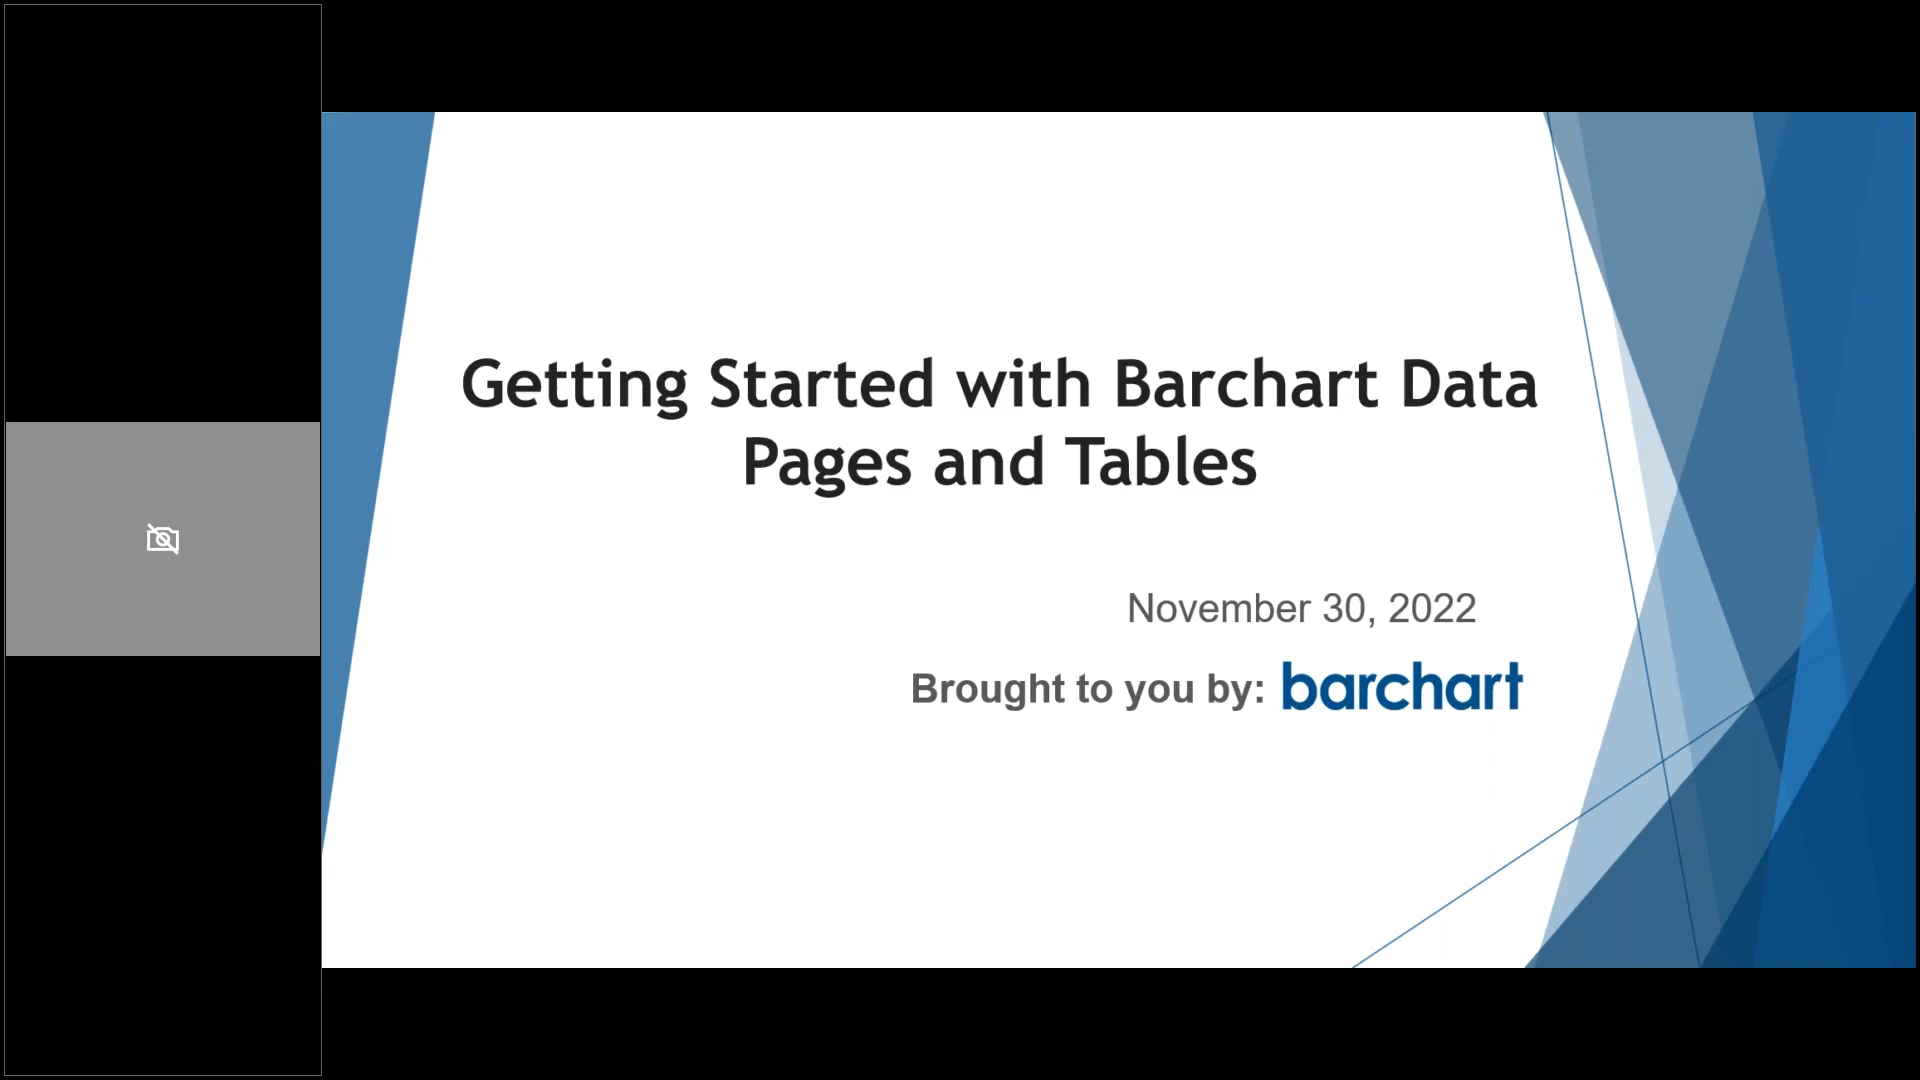 Getting Started with Barchart Data
Pages and Tables
November 30, 2022
Brought to you by: barchart